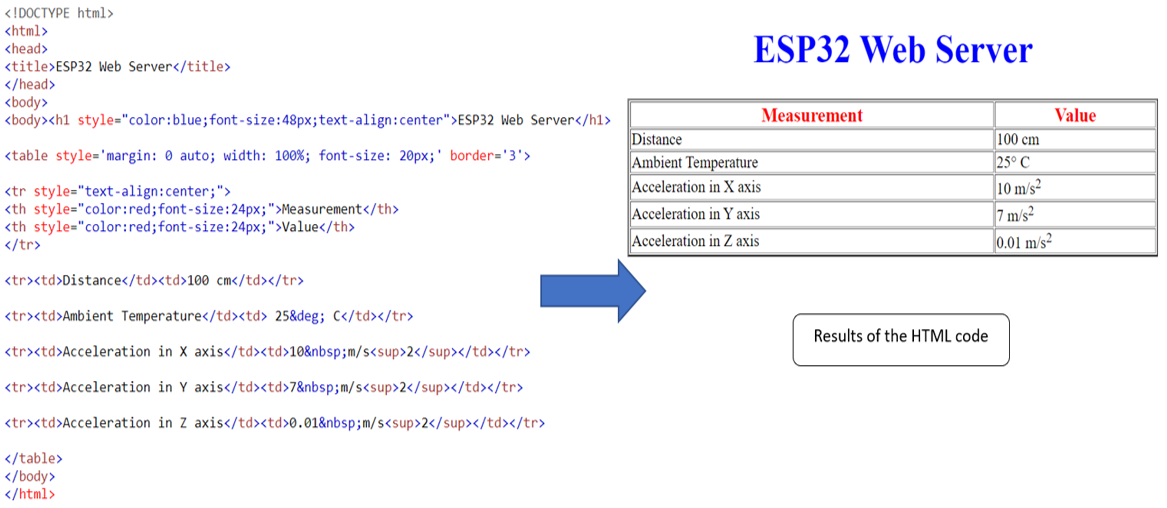 <!DOCTYPE html>
<html>
<head>
<title>ESP32 Web Server</title>
</head>
<body>
<body><h1 style="color:blue;font-size:48px;text-align:center">ESP32 Web Server</h1>
<table style='margin: 0 auto; width: 100%; font-size: 20px;' border='3'>
<tr style="text-align:center;">
<th style="color:red;font-size:24px;">Measurement</th>
<th style="color:red;font-size:24px;">Value</th>
</tr>
<tr><td>Distance</td><td>100 cm</td></tr>
<tr><td>Ambient Temperature</td><td> 25&deg; C</td></tr>
<tr><td>Acceleration in X axis</td><td>10&nbsp;m/s<sup>2</sup></td></tr>
<tr><td>Acceleration in Y axis</td><td>7&nbsp;m/s<sup>2</sup></td></tr>
<tr><td>Acceleration in Z axis</td><td>0.01&nbsp;m/s<sup>2</sup></td></tr>
</table>
</body>
</html>
ESP32 Web Server
Measurement Value
Distance 100 cm
Ambient Temperature 25° C
Acceleration in X axis 10 m/s²
Acceleration in Y axis 7 m/s²
Acceleration in Z axis 0.01 m/s²
Results of the HTML code